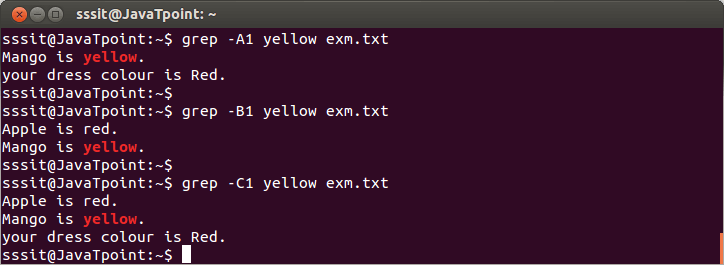 sssit@JavaTpoint: ~
sssit@JavaTpoint:~$ grep -A1 yellow exm.txt
Mango is yellow.
your dress colour is Red.
sssit@JavaTpoint:~$
sssit@JavaTpoint:~$ grep -B1 yellow exm.txt
Apple is red.
Mango is yellow.
sssit@JavaTpoint:~$
sssit@JavaTpoint:~$ grep -C1 yellow exm.txt
Apple is red.
Mango is yellow.
your dress colour is Red.
sssit@JavaTpoint:~$